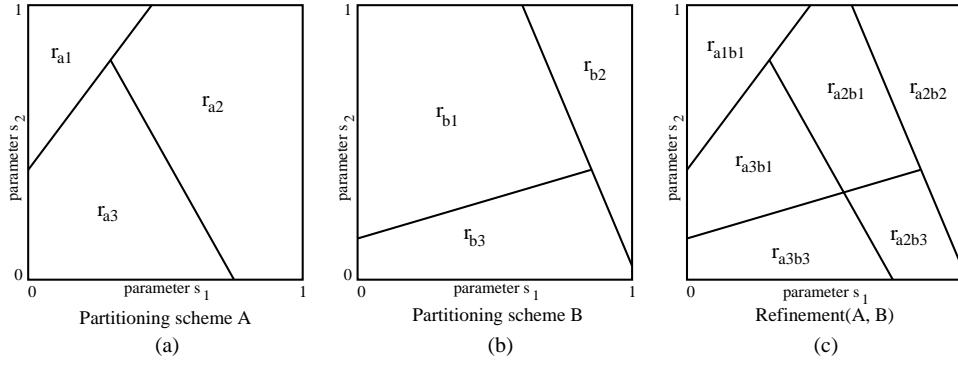 1
r_a1
r_a2
r_a3
parameter s_2
0
0
parameter s_1
1
Partitioning scheme A
(a)
1
r_b1
r_b2
r_b3
parameter s_2
0
0
parameter s_1
1
Partitioning scheme B
(b)
1
r_a1b1
r_a2b1
r_a2b2
r_a3b1
r_a2b3
r_a3b3
parameter s_2
0
0
parameter s_1
1
Refinement(A, B)
(c)